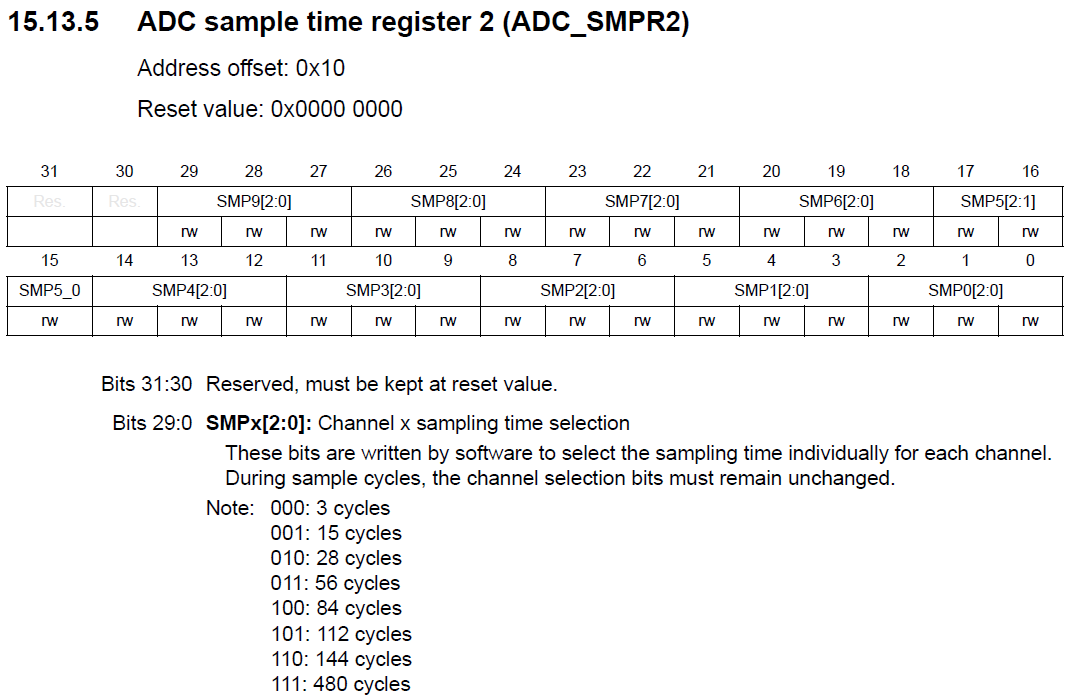 15.13.5 ADC sample time register 2 (ADC_SMPR2)
Address offset: 0x10
Reset value: 0x0000 0000
31 30 29 28 27 26 25 24 23 22 21 20 19 18 17 16
Res. Res. SMP9[2:0] SMP8[2:0] SMP7[2:0] SMP6[2:0] SMP5[2:1]
rw rw rw rw rw rw rw rw rw rw rw rw rw rw
15 14 13 12 11 10 9 8 7 6 5 4 3 2 1 0
SMP5_0 SMP4[2:0] SMP3[2:0] SMP2[2:0] SMP1[2:0] SMP0[2:0]
rw rw rw rw rw rw rw rw rw rw rw rw rw rw rw rw
Bits 31:30 Reserved, must be kept at reset value.
Bits 29:0 SMPx[2:0]: Channel x sampling time selection
These bits are written by software to select the sampling time individually for each channel.
During sample cycles, the channel selection bits must remain unchanged.
Note: 000: 3 cycles
001: 15 cycles
010: 28 cycles
011: 56 cycles
100: 84 cycles
101: 112 cycles
110: 144 cycles
111: 480 cycles